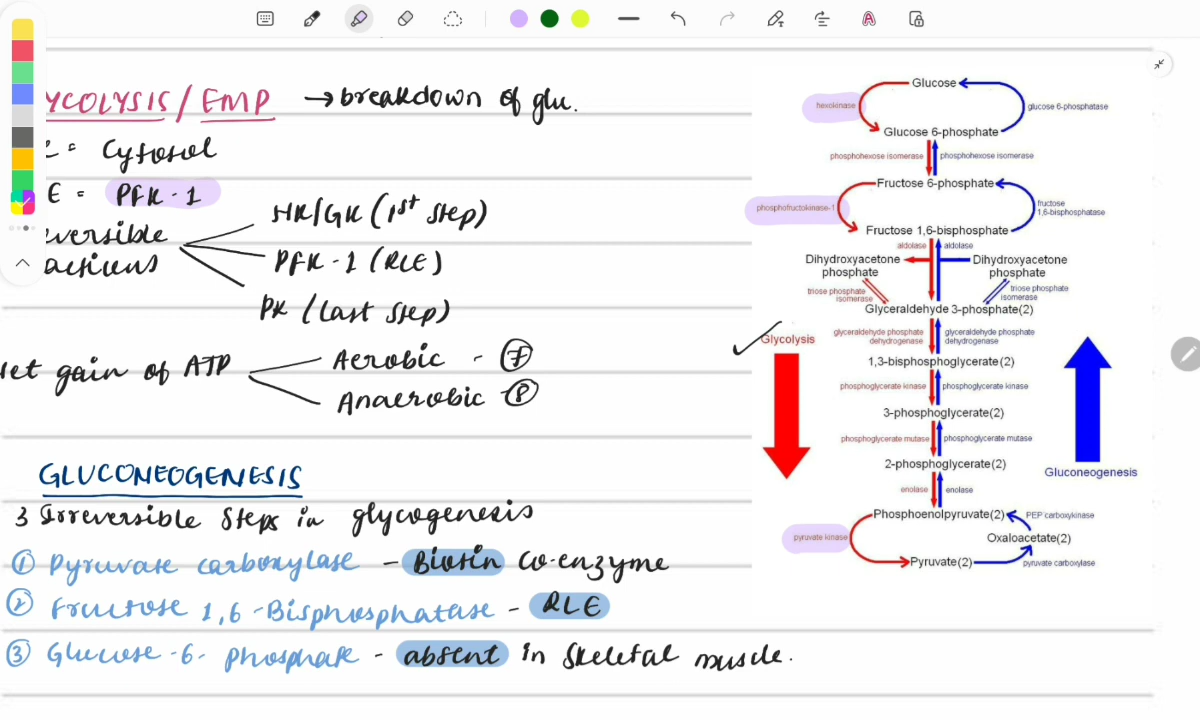 YCOLYSIS / EMP → breakdown of glu.
= Cytosol
E = PFK-1
versible
actions
HK/GK (1st step)
PFK-1 (RLE)
PK (last step)
net gain of ATP
Aerobic - 7
Anaerobic - 8
GLUCONEOGENESIS
3 Irreversible steps in glycogenesis
① Pyruvate carboxylase - Biotin co-enzyme
② Fructose 1,6-Bisphosphatase - RLE
③ Glucose-6-phosphate - absent in skeletal muscle.
Glucose
hexokinase
glucose 6-phosphatase
Glucose 6-phosphate
phosphohexose isomerase phosphohexose isomerase
Fructose 6-phosphate
phosphofructokinase-1
fructose
1,6-bisphosphatase
Fructose 1,6-bisphosphate
aldolase aldolase
Dihydroxyacetone
phosphate
Dihydroxyacetone
phosphate
triose phosphate
isomerase
triose phosphate
isomerase
Glyceraldehyde 3-phosphate(2)
Glycolysis
glyceraldehyde phosphate
dehydrogenase
glyceraldehyde phosphate
dehydrogenase
1,3-bisphosphoglycerate(2)
phosphoglycerate kinase phosphoglycerate kinase
3-phosphoglycerate(2)
phosphoglycerate mutase phosphoglycerate mutase
2-phosphoglycerate(2)
Gluconeogenesis
enolase enolase
Phosphoenolpyruvate(2)
PEP carboxykinase
pyruvate kinase
Oxaloacetate(2)
Pyruvate(2)
pyruvate carboxylase